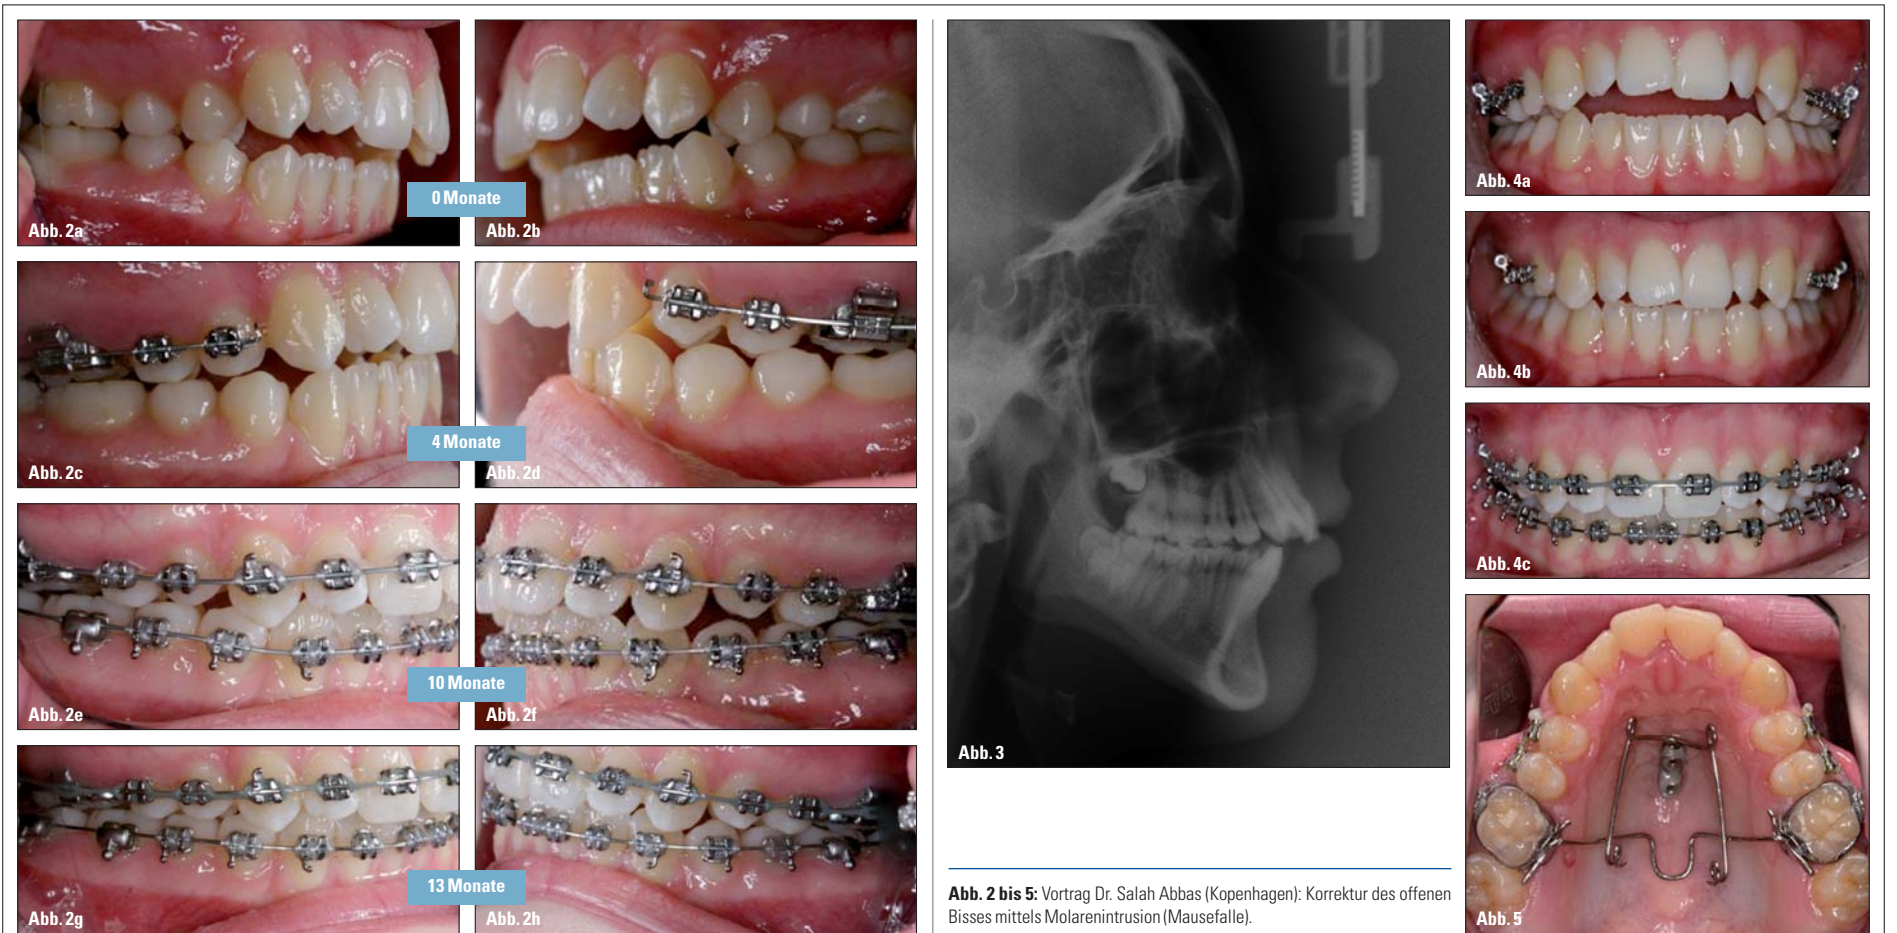 0 Monate
Abb. 2a
Abb. 2b
4 Monate
Abb. 2c
Abb. 2d
10 Monate
Abb. 2e
Abb. 2f
13 Monate
Abb. 2g
Abb. 2h
Abb. 3
Abb. 2 bis 5: Vortrag Dr. Salah Abbas (Kopenhagen): Korrektur des offenen
Bisses mittels Molarenintrusion (Mausefalle).
Abb. 4a
Abb. 4b
Abb. 4c
Abb. 5